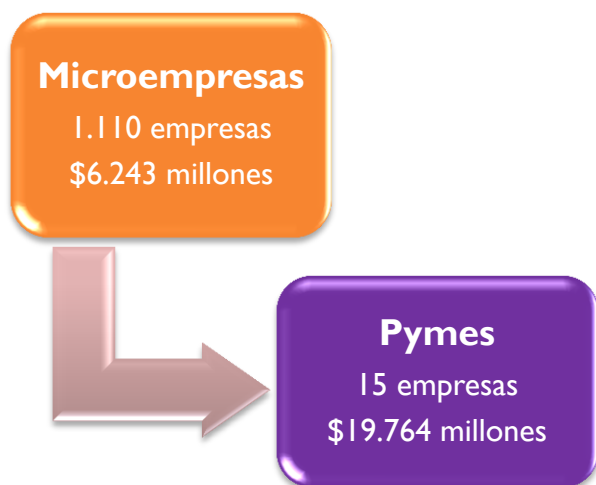 Microempresas
1.110 empresas
$6.243 millones
Pymes
15 empresas
$19.764 millones